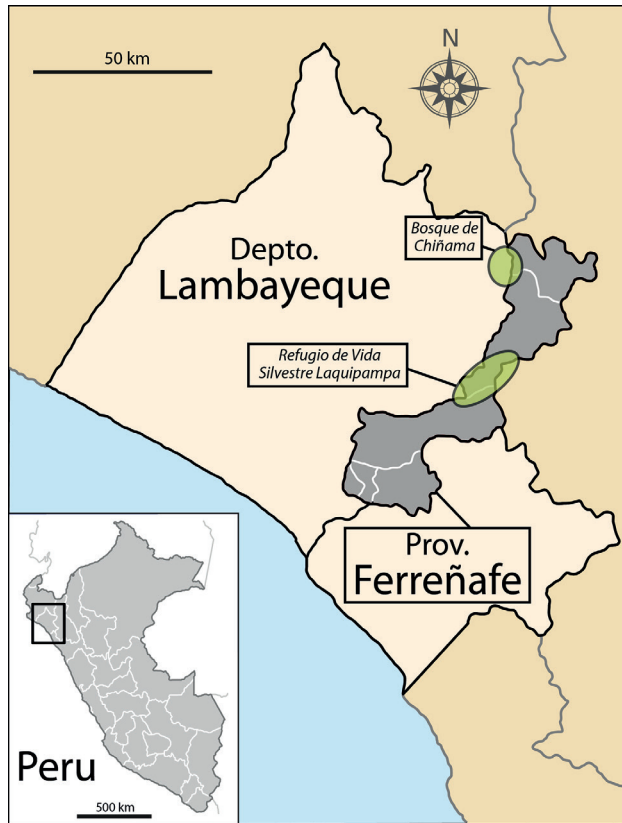 50 km
N
Bosque de
Chiñama
Depto.
Lambayeque
Refugio de Vida
Silvestre Laquipampa
Prov.
Ferreñafe
Peru
500 km